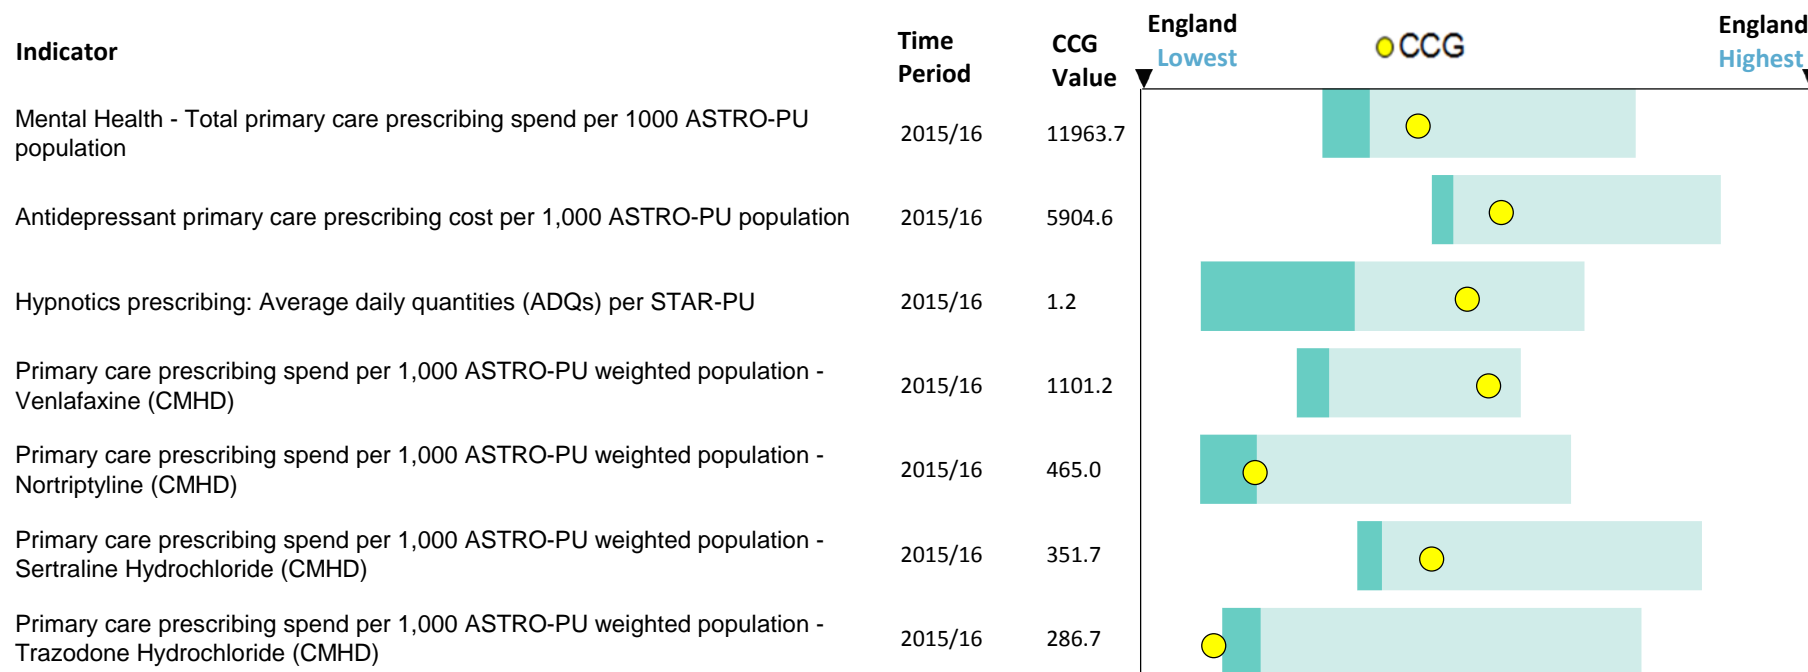 Indicator
Time
Period
CCG
Value
England
Lowest
CCG
England
Highest
Mental Health - Total primary care prescribing spend per 1000 ASTRO-PU
population
2015/16
11963.7
Antidepressant primary care prescribing cost per 1,000 ASTRO-PU population
2015/16
5904.6
Hypnotics prescribing: Average daily quantities (ADQs) per STAR-PU
2015/16
1.2
Primary care prescribing spend per 1,000 ASTRO-PU weighted population -
Venlafaxine (CMHD)
2015/16
1101.2
Primary care prescribing spend per 1,000 ASTRO-PU weighted population -
Nortriptyline (CMHD)
2015/16
465.0
Primary care prescribing spend per 1,000 ASTRO-PU weighted population -
Sertraline Hydrochloride (CMHD)
2015/16
351.7
Primary care prescribing spend per 1,000 ASTRO-PU weighted population -
Trazodone Hydrochloride (CMHD)
2015/16
286.7